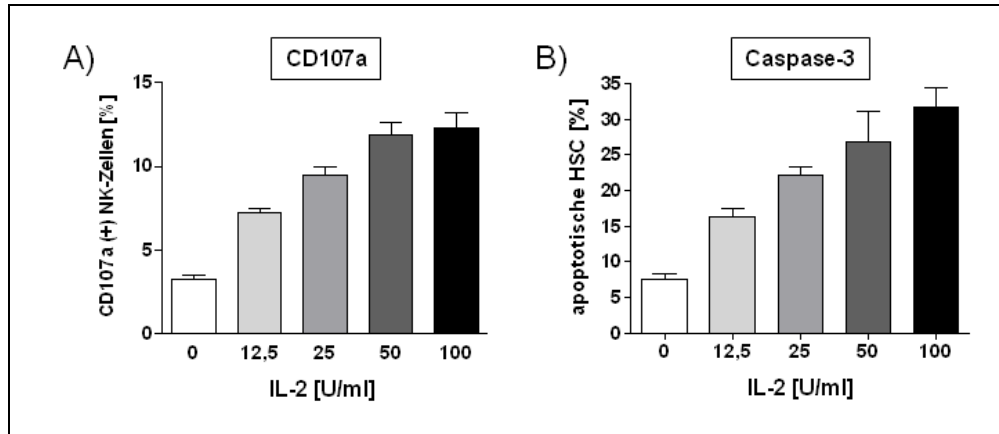 A)
CD107a
CD107a (+) NK-Zellen [%]
15
10
5
0
0 12,5 25 50 100
IL-2 [U/ml]
B)
Caspase-3
apoptotische HSC [%]
35
30
25
20
15
10
5
0
0 12,5 25 50 100
IL-2 [U/ml]